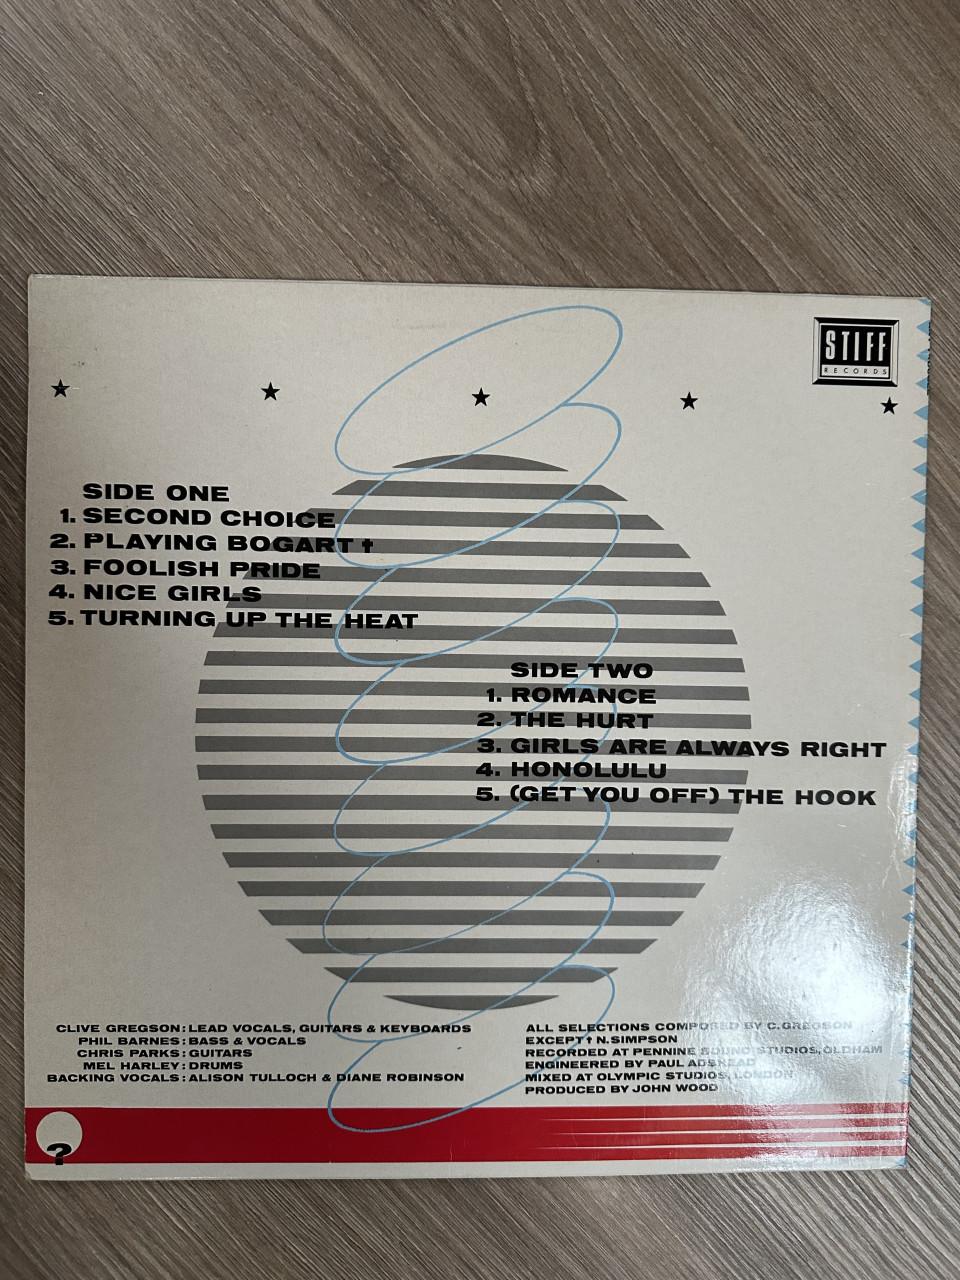 STIFF
RECORDS
SIDE ONE
1. SECOND CHOICE
2. PLAYING BOGART †
3. FOOLISH PRIDE
4. NICE GIRLS
5. TURNING UP THE HEAT
SIDE TWO
1. ROMANCE
2. THE HURT
3. GIRLS ARE ALWAYS RIGHT
4. HONOLULU
5. (GET YOU OFF) THE HOOK
CLIVE GREGSON: LEAD VOCALS, GUITARS & KEYBOARDS
PHIL BARNES: BASS & VOCALS
CHRIS PARKS: GUITARS
MEL HARLEY: DRUMS
BACKING VOCALS: ALISON TULLOCH & DIANE ROBINSON
ALL SELECTIONS COMPOSED BY C.GREGSON
EXCEPT † N.SIMPSON
RECORDED AT PENNINE SOUND STUDIOS, OLDHAM
ENGINEERED BY PAUL ADSHEAD
MIXED AT OLYMPIC STUDIOS, LONDON
PRODUCED BY JOHN WOOD
?